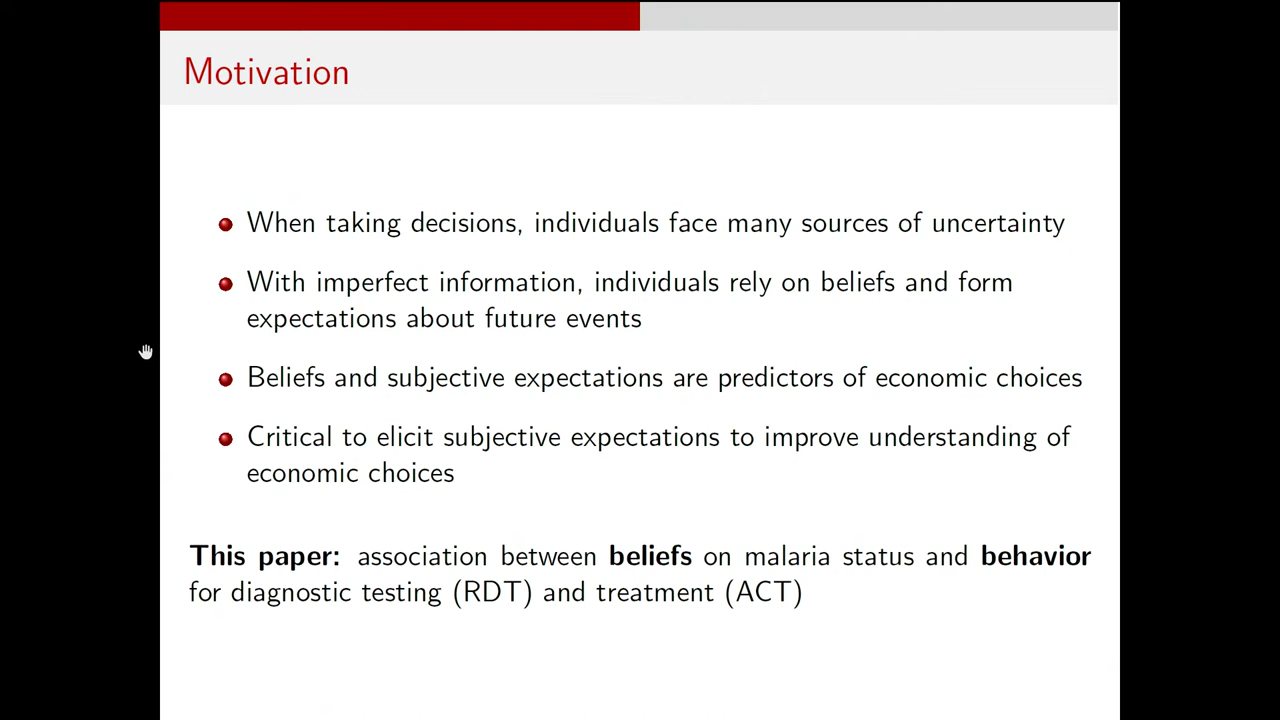 Motivation
When taking decisions, individuals face many sources of uncertainty
With imperfect information, individuals rely on beliefs and form
expectations about future events
Beliefs and subjective expectations are predictors of economic choices
Critical to elicit subjective expectations to improve understanding of
economic choices
This paper: association between beliefs on malaria status and behavior
for diagnostic testing (RDT) and treatment (ACT)